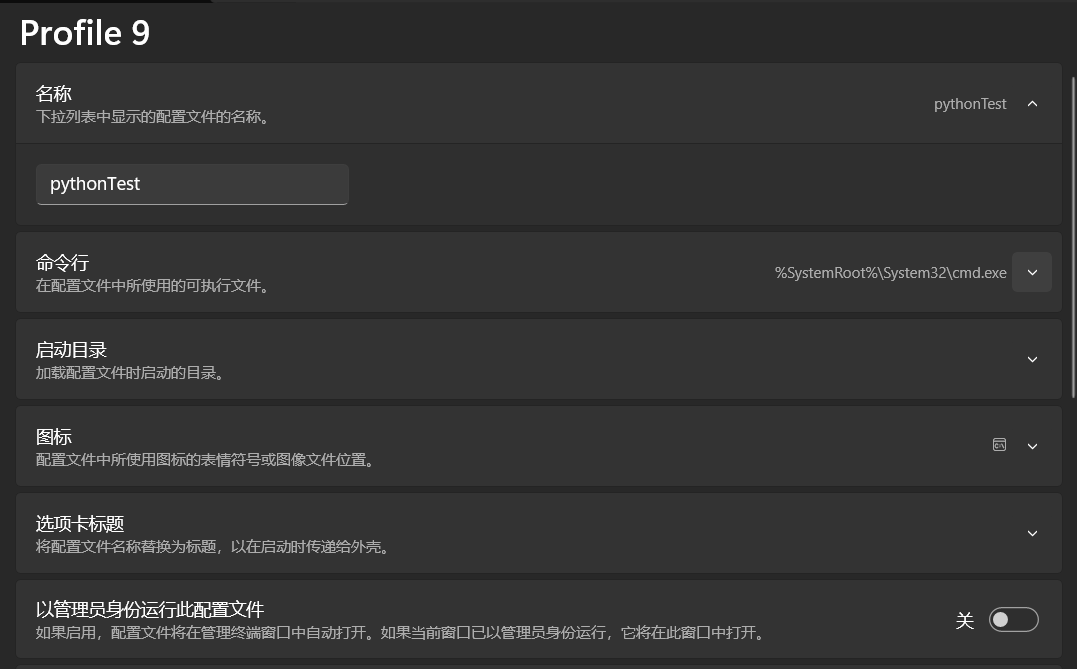 Profile 9
名称
下拉列表中显示的配置文件的名称。
pythonTest
pythonTest
命令行
在配置文件中所使用的可执行文件。
%SystemRoot%\System32\cmd.exe
启动目录
加载配置文件时启动的目录。
图标
配置文件中所使用图标的表情符号或图像文件位置。
选项卡标题
将配置文件名称替换为标题，以在启动时传递给外壳。
以管理员身份运行此配置文件
如果启用，配置文件将在管理终端窗口中自动打开。如果当前窗口已以管理员身份运行，它将在此窗口中打开。
关